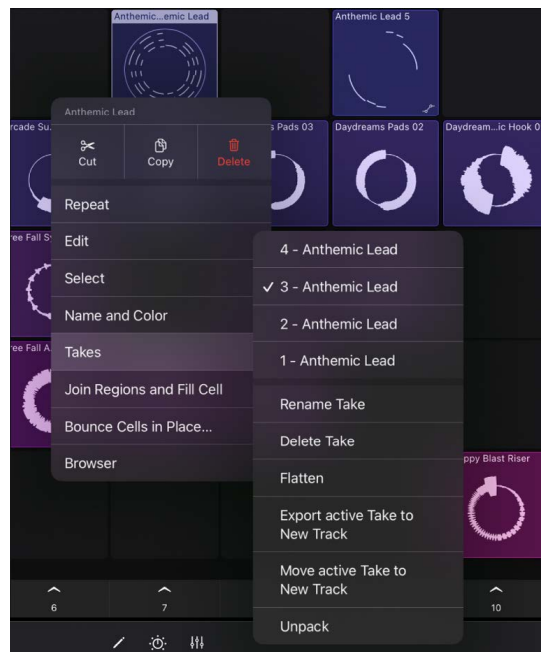 Anthemic...emic Lead
Anthemic Lead 5
Anthemic Lead
rcade Su
s Pads 03
Daydreams Pads 02
Daydream...ic Hook 0
Cut
Copy
Delete
Repeat
ree Fall S
Edit
Select
Name and Color
ree Fall A
Takes
Join Regions and Fill Cell
Bounce Cells in Place...
Browser
4 - Anthemic Lead
✓ 3 - Anthemic Lead
2 - Anthemic Lead
1 - Anthemic Lead
Rename Take
Delete Take
Flatten
Export active Take to
New Track
Move active Take to
New Track
Unpack
ppy Blast Riser
6
7
10